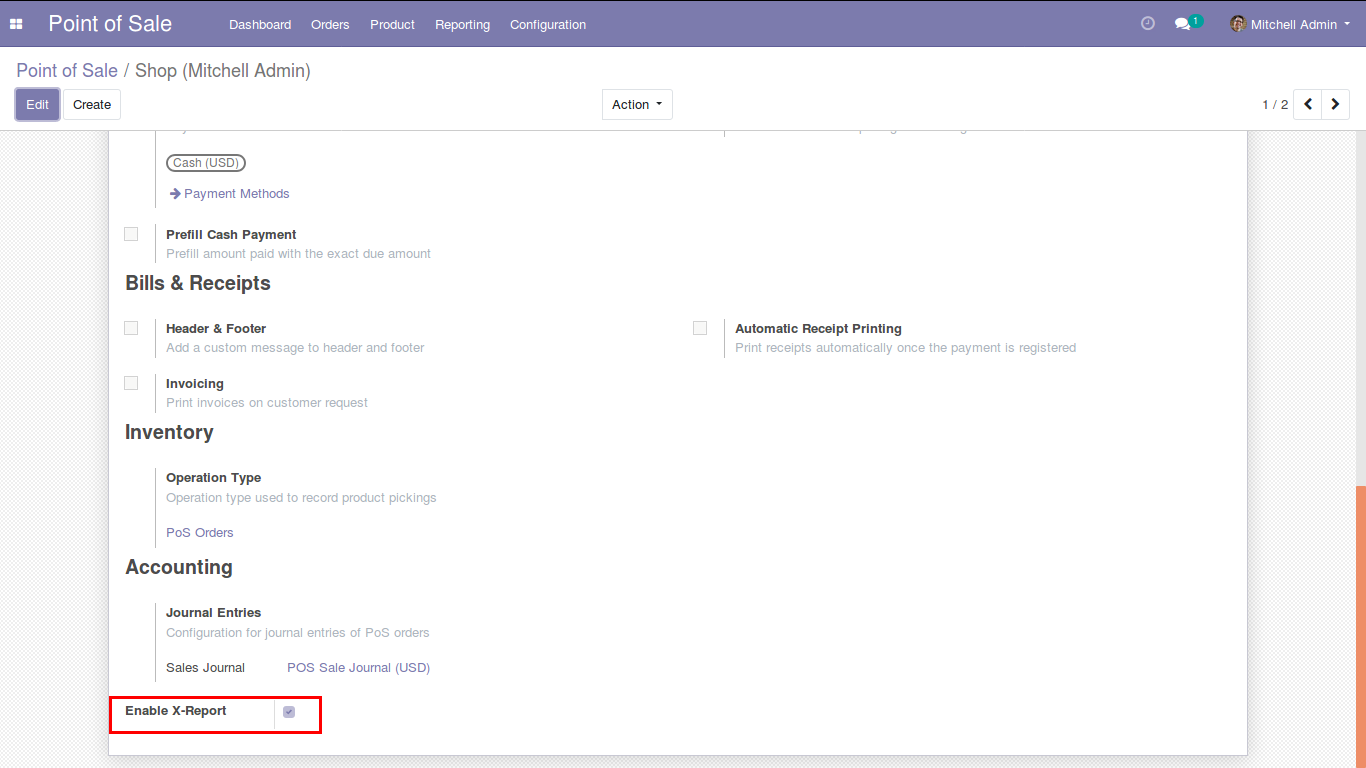 Point of Sale Dashboard Orders Product Reporting Configuration 1 Mitchell Admin
Point of Sale / Shop (Mitchell Admin)
Edit Create Action 1 / 2
Cash (USD)
Payment Methods
Prefill Cash Payment
Prefill amount paid with the exact due amount
Bills & Receipts
Header & Footer
Add a custom message to header and footer
Automatic Receipt Printing
Print receipts automatically once the payment is registered
Invoicing
Print invoices on customer request
Inventory
Operation Type
Operation type used to record product pickings
PoS Orders
Accounting
Journal Entries
Configuration for journal entries of PoS orders
Sales Journal POS Sale Journal (USD)
Enable X-Report